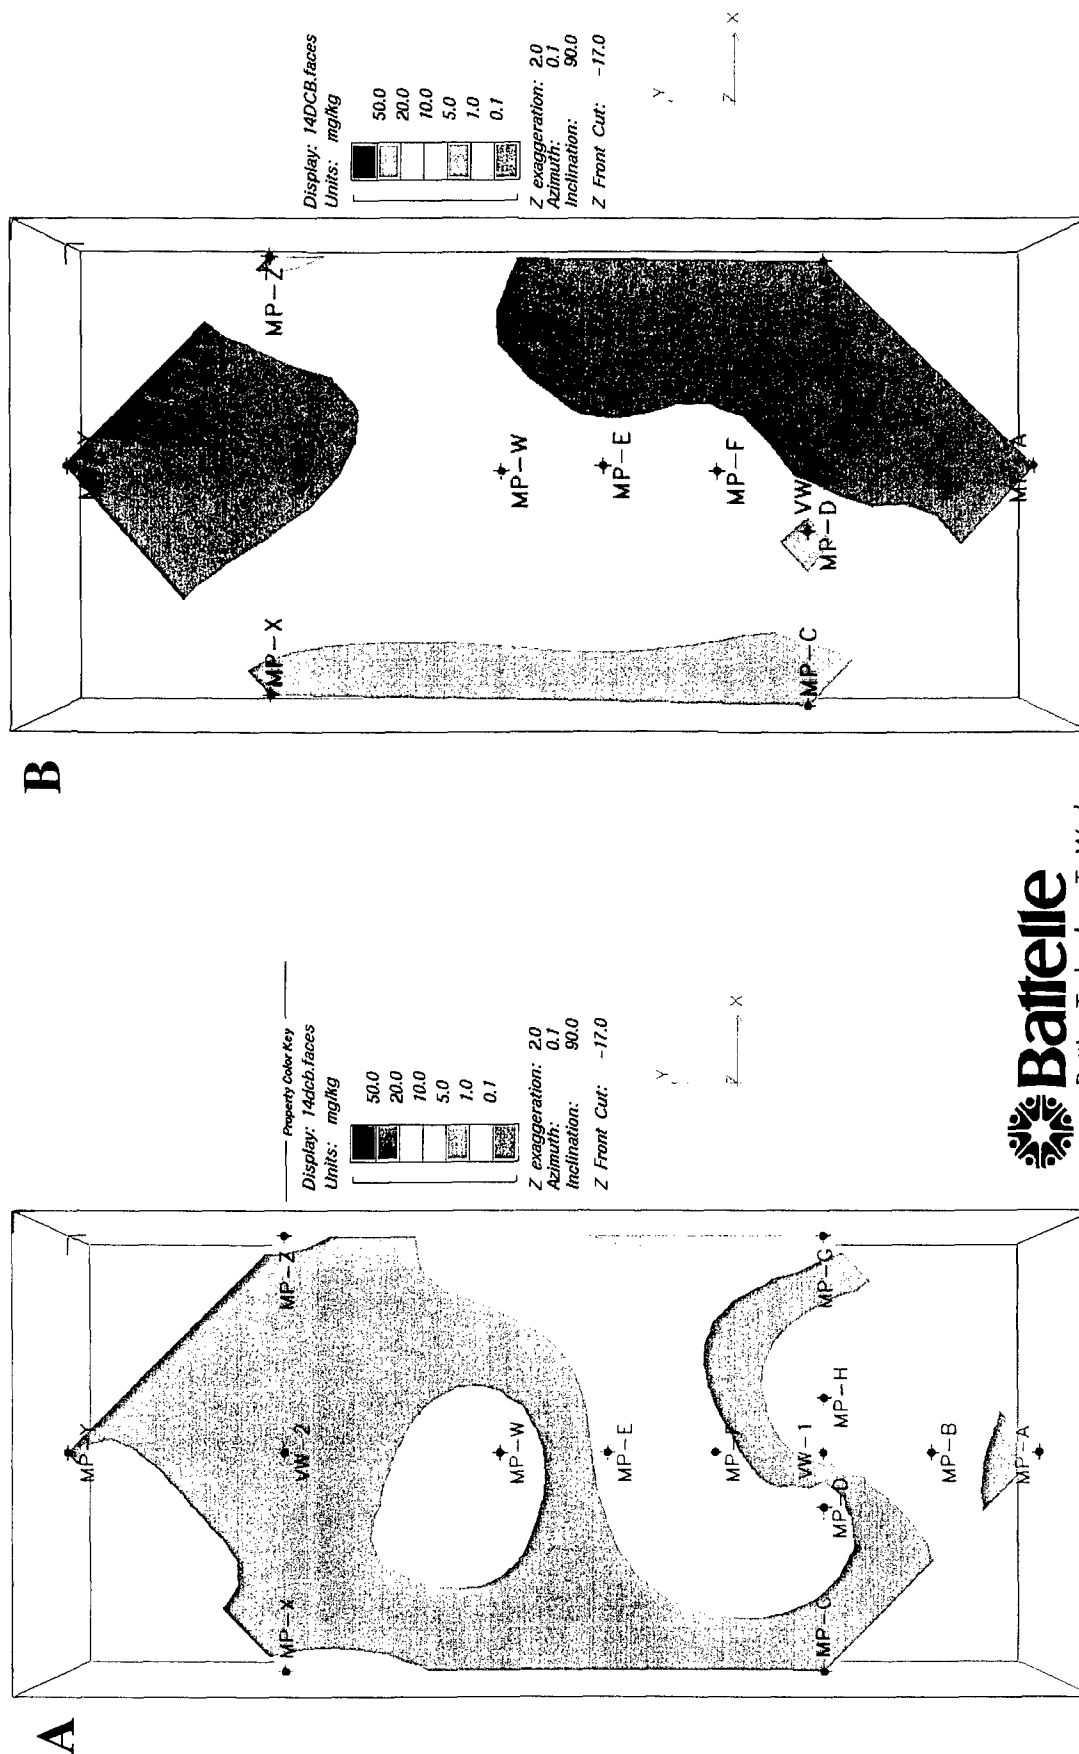 B
Display: 14DCB.faces
Units: mg/kg
50.0
20.0
10.0
5.0
1.0
0.1
Z exaggeration: 2.0
Azimuth: 0.1
Inclination: 90.0
Z Front Cut: -17.0
Y
Z
X
MP-Z
MP-W
MP-E
MP-F
VW
MP-D
MP-X
MP-C
A
Property Color Key
Display: 14dcb.faces
Units: mg/kg
50.0
20.0
10.0
5.0
1.0
0.1
Z exaggeration: 2.0
Azimuth: 0.1
Inclination: 90.0
Z Front Cut: -17.0
Y
Z
X
MP-Y
MP-Z
VW-2
MP-X
MP-W
MP-E
VW-1
MP-G
MP-H
MP-D
MP-B
MP-A
Battelle